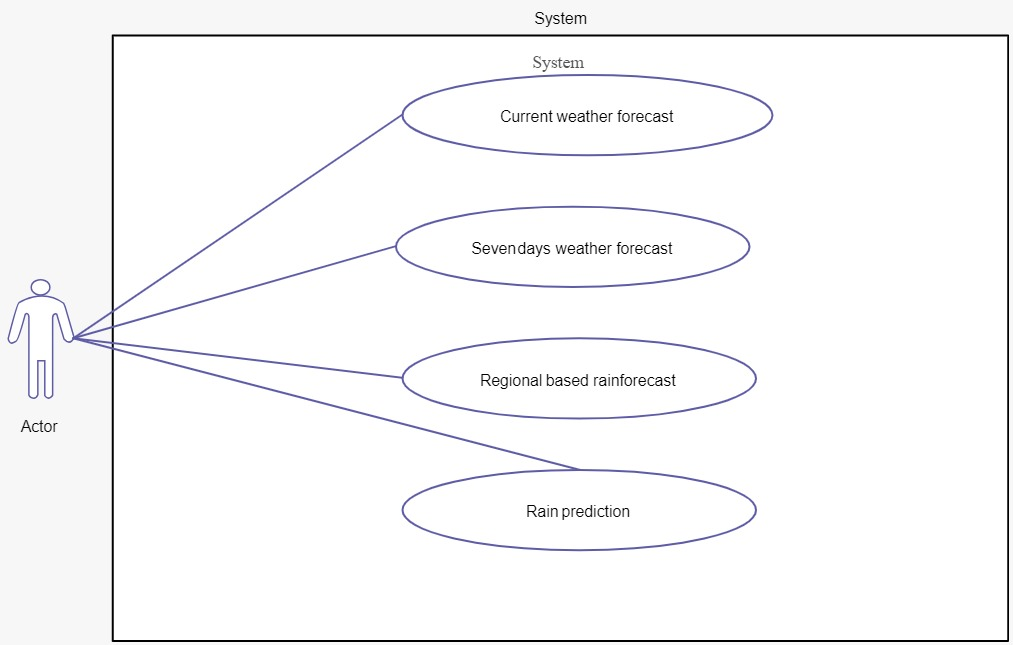 System
System
Current weather forecast
Sevendays weather forecast
Regional based rainforecast
Rain prediction
Actor